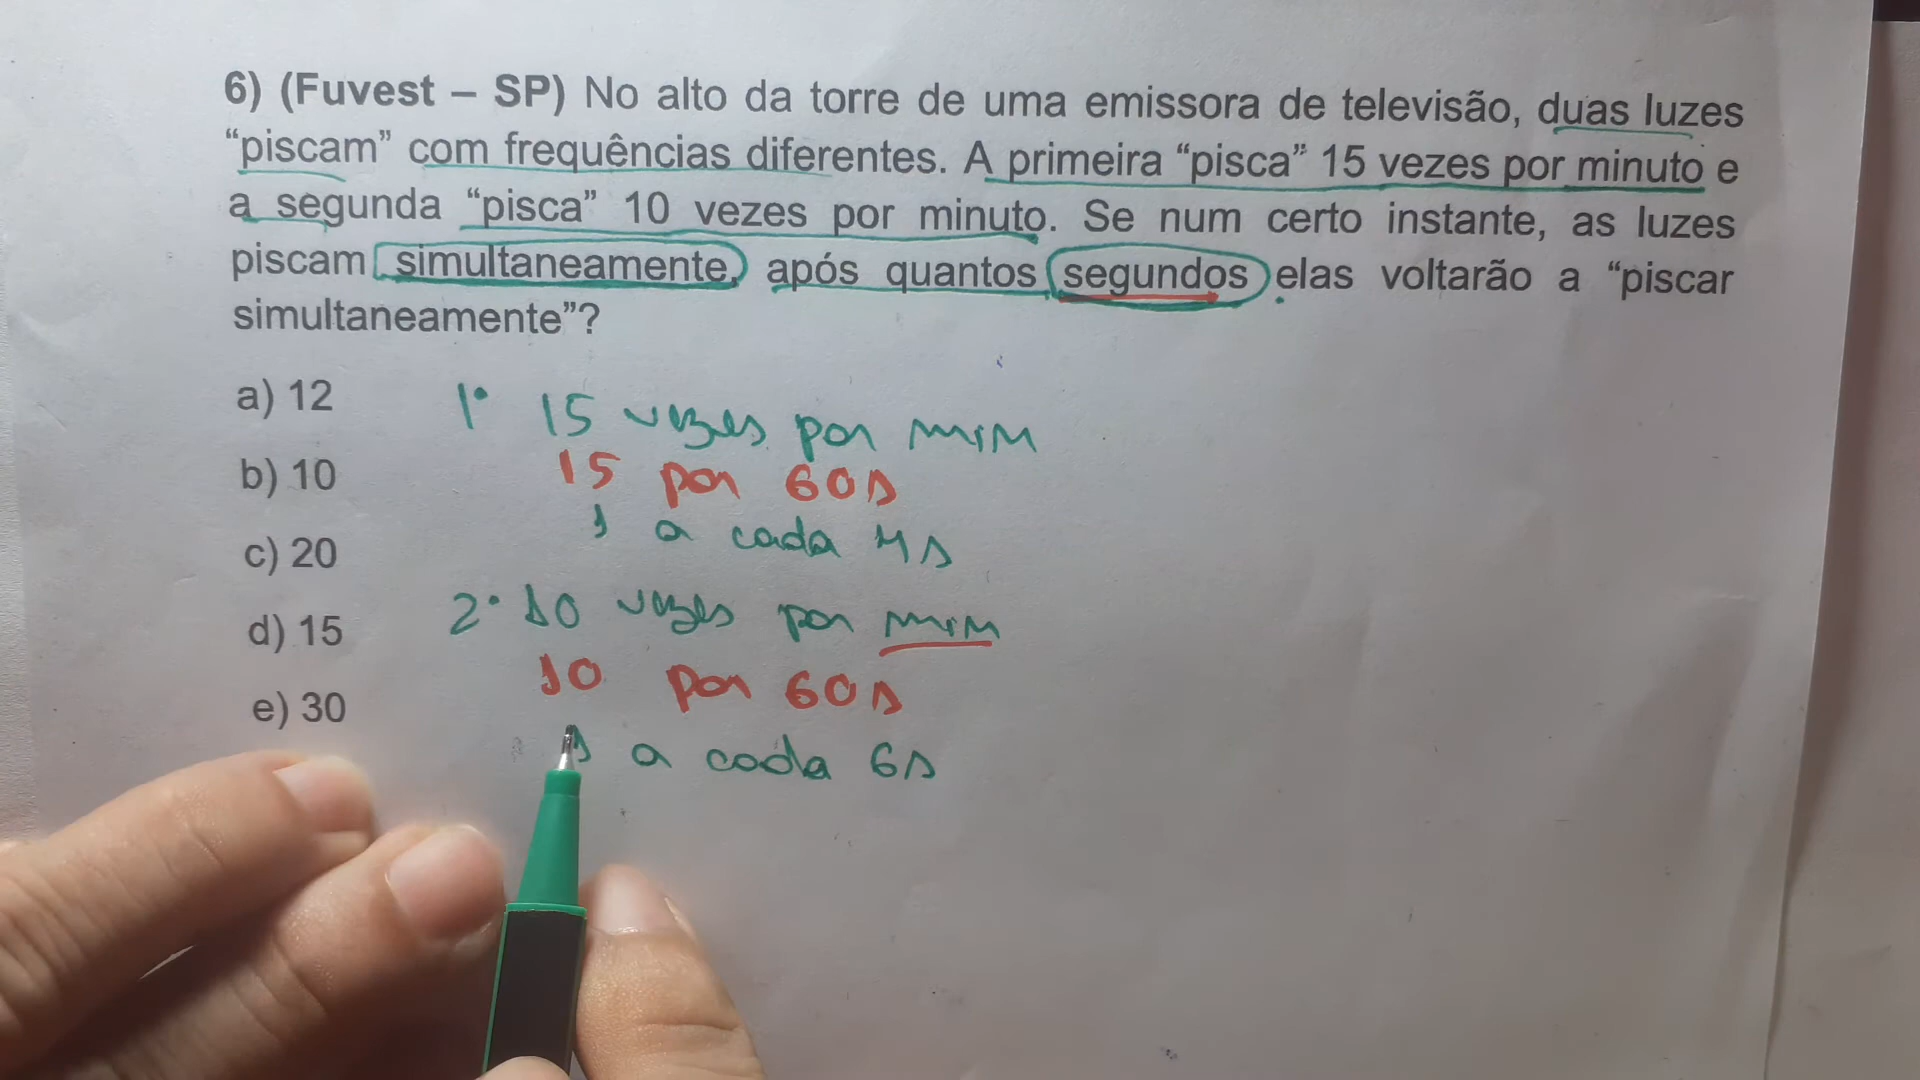 6) (Fuvest – SP) No alto da torre de uma emissora de televisão, duas luzes
“piscam” com frequências diferentes. A primeira “pisca” 15 vezes por minuto e
a segunda “pisca” 10 vezes por minuto. Se num certo instante, as luzes
piscam simultaneamente, após quantos segundos elas voltarão a “piscar
simultaneamente”?
a) 12
b) 10
c) 20
d) 15
e) 30
1° 15 vezes por min
15 por 60s
1 a cada 4s
2° 10 vezes por min
10 por 60s
1 a cada 6s